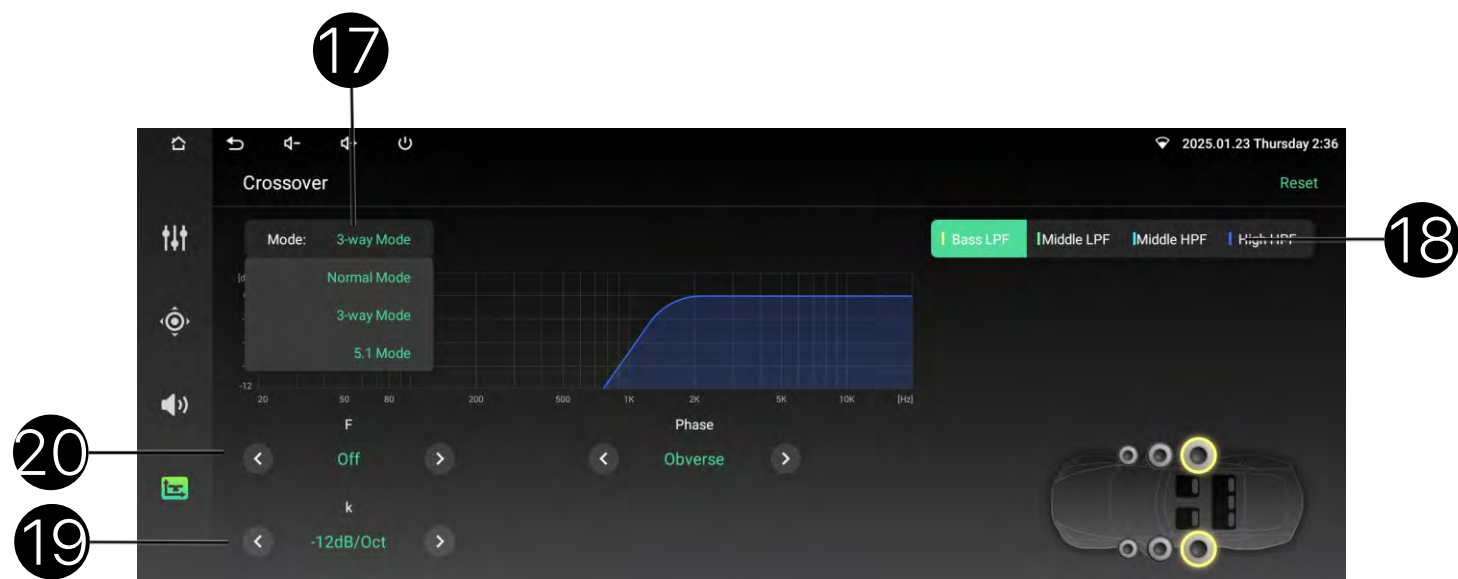 17
2025.01.23 Thursday 2:36
Crossover
Reset
Mode: 3-way Mode
Bass LPF Middle LPF Middle HPF High HPF
18
Normal Mode
3-way Mode
5.1 Mode
-12
20 50 80 200 500 1K 2K 5K 10K [Hz]
F Phase
20
Off Obverse
k
19
-12dB/Oct